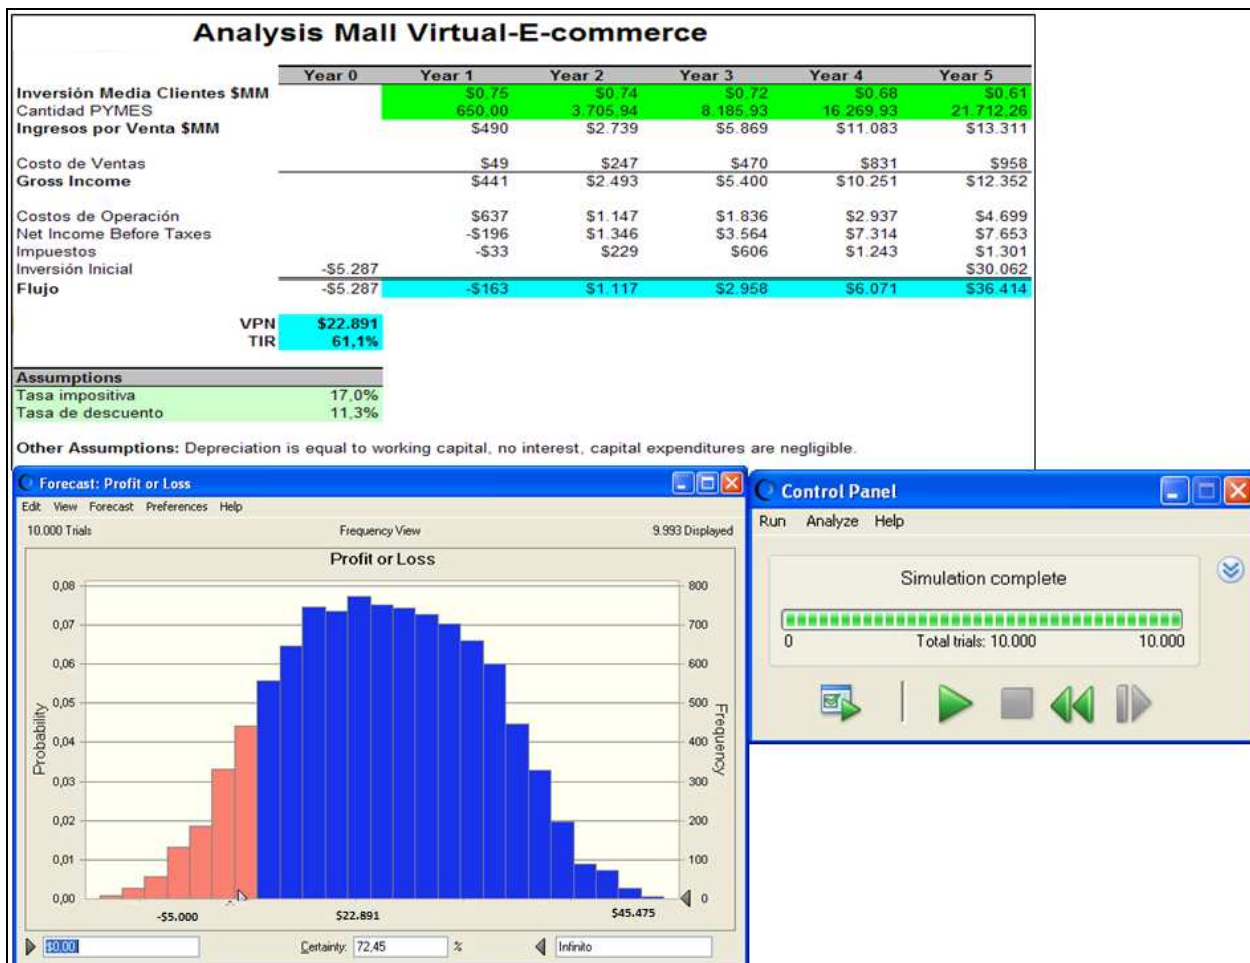 Analysis Mall Virtual-E-commerce
Year 0 Year 1 Year 2 Year 3 Year 4 Year 5
Inversión Media Clientes $MM $0,75 $0,74 $0,72 $0,68 $0,61
Cantidad PYMES 650,00 3.705,94 8.185,93 16.269,93 21.712,26
Ingresos por Venta $MM $490 $2.739 $5.869 $11.083 $13.311
Costo de Ventas $49 $247 $470 $831 $958
Gross Income $441 $2.493 $5.400 $10.251 $12.352
Costos de Operación $637 $1.147 $1.836 $2.937 $4.699
Net Income Before Taxes -$196 $1.346 $3.564 $7.314 $7.653
Impuestos -$33 $229 $606 $1.243 $1.301
Inversión Inicial -$5.287 $30.062
Flujo -$5.287 -$163 $1.117 $2.958 $6.071 $36.414
VPN $22.891
TIR 61,1%
Assumptions
Tasa impositiva 17,0%
Tasa de descuento 11,3%
Other Assumptions: Depreciation is equal to working capital, no interest, capital expenditures are negligible.
Forecast: Profit or Loss
Edit View Forecast Preferences Help
10.000 Trials Frequency View 9.993 Displayed
Profit or Loss
0,08 800
0,07 700
0,06 600
0,05 500
0,04 400
0,03 300
0,02 200
0,01 100
0,00 0
Probability
Frequency
-$5.000 $22.891 $45.475
$0,00 Certainty: 72,45 % Infinito
Control Panel
Run Analyze Help
Simulation complete
0 Total trials: 10.000 10.000